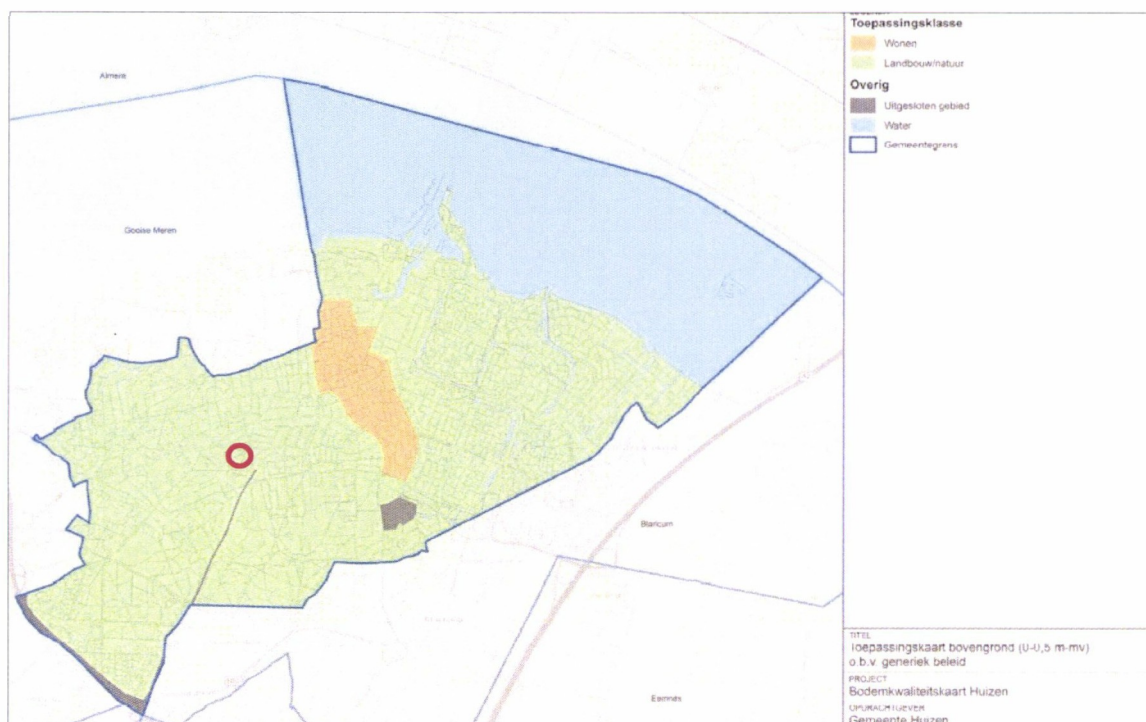 Toepassingsklasse
Wonen
Landbouw/natuur
Overig
Uitgesloten gebied
Water
Gemeentegrens
Almere
Gooise Meren
Blaricum
Eemnes
TITEL
Toepassingskaart bovengrond (0-0,5 m-mv)
o.b.v. generiek beleid
PROJECT
Bodemkwaliteitskaart Huizen
OPDRACHTGEVER
Gemeente Huizen